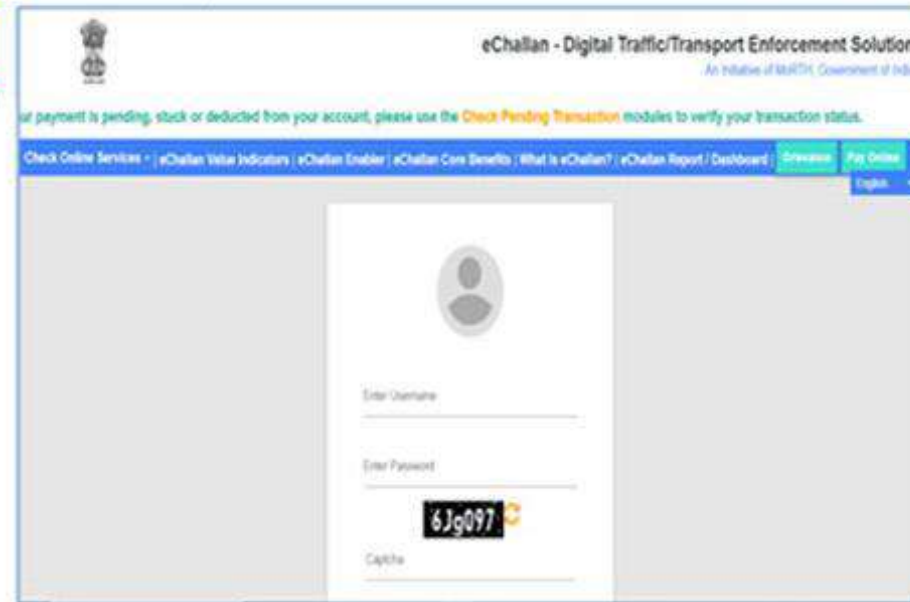 eChallan - Digital Traffic/Transport Enforcement Solution
An Initiative of MoRTH, Government of Indi
ur payment is pending, stuck or deducted from your account, please use the Check Pending Transaction modules to verify your transaction status.
Check Online Services - | eChallan Value Indicators | eChallan Enabler | eChallan Core Benefits | What is eChallan? | eChallan Report / Dashboard | Grievance Pay Online
English
Enter Username
Enter Password
6Jg097
Captcha